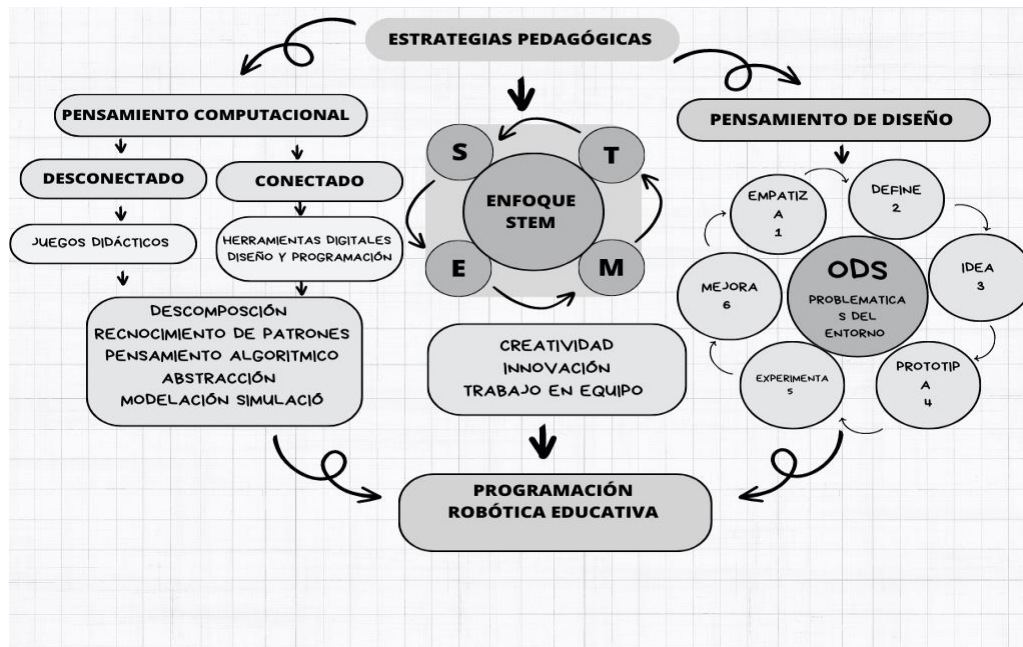 ESTRATEGIAS PEDAGÓGICAS
PENSAMIENTO COMPUTACIONAL
DESCONECTADO
CONECTADO
JUEGOS DIDÁCTICOS
HERRAMIENTAS DIGITALES
DISEÑO Y PROGRAMACIÓN
DESCOMPOSCIÓN
RECNOCIMIENTO DE PATRONES
PENSAMIENTO ALGORITMICO
ABSTRACCIÓN
MODELACIÓN SIMULACIÓ
S
T
ENFOQUE
STEM
E
M
CREATIVIDAD
INNOVACIÓN
TRABAJO EN EQUIPO
PENSAMIENTO DE DISEÑO
EMPATIZ
A
1
DEFINE
2
IDEA
3
PROTOTIP
A
4
EXPERIMENTA
5
MEJORA
6
ODS
PROBLEMATICA
S DEL
ENTORNO
PROGRAMACIÓN
ROBÓTICA EDUCATIVA